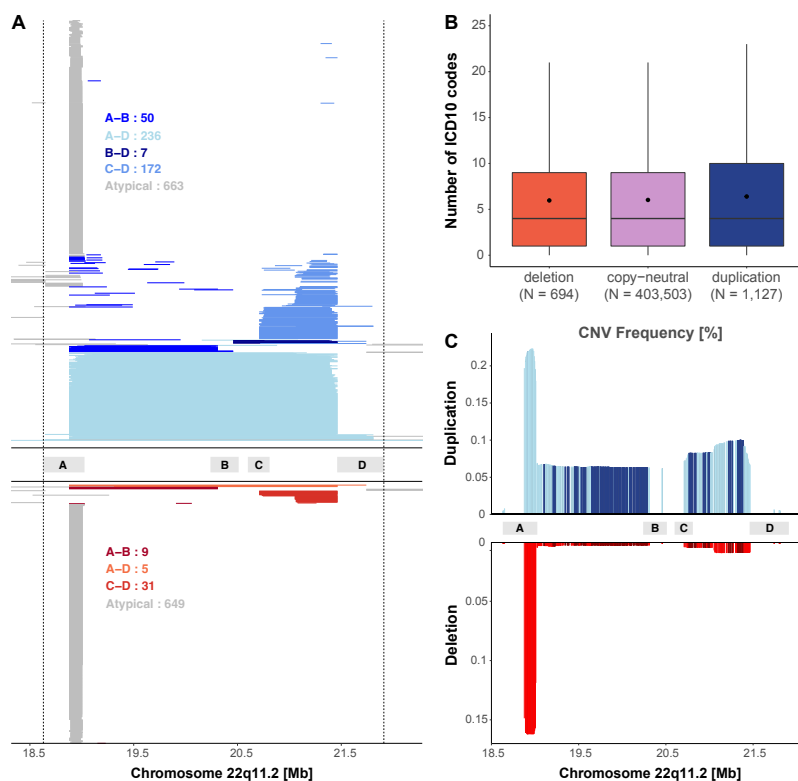 A
A–B : 50
A–D : 236
B–D : 7
C–D : 172
Atypical : 663
A
B
C
D
A–B : 9
A–D : 5
C–D : 31
Atypical : 649
18.5
19.5
20.5
21.5
Chromosome 22q11.2 [Mb]
B
Number of ICD10 codes
25
20
15
10
5
0
deletion
(N = 694)
copy−neutral
(N = 403,503)
duplication
(N = 1,127)
C
CNV Frequency [%]
Duplication
0.2
0.15
0.1
0.05
0
A
B
C
D
Deletion
0
0.05
0.1
0.15
18.5
19.5
20.5
21.5
Chromosome 22q11.2 [Mb]